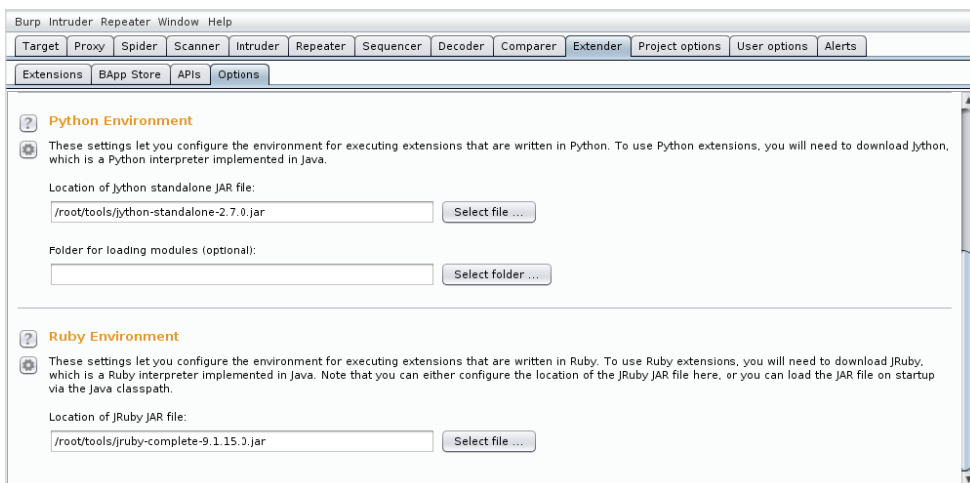 Burp Intruder Repeater Window Help
Target Proxy Spider Scanner Intruder Repeater Sequencer Decoder Comparer Extender Project options User options Alerts
Extensions BApp Store APIs Options
? Python Environment
These settings let you configure the environment for executing extensions that are written in Python. To use Python extensions, you will need to download Jython,
which is a Python interpreter implemented in Java.
Location of Jython standalone JAR file:
/root/tools/jython-standalone-2.7.0.jar Select file ...
Folder for loading modules (optional):
Select folder ...
? Ruby Environment
These settings let you configure the environment for executing extensions that are written in Ruby. To use Ruby extensions, you will need to download JRuby,
which is a Ruby interpreter implemented in Java. Note that you can either configure the location of the JRuby JAR file here, or you can load the JAR file on startup
via the Java classpath.
Location of JRuby JAR file:
/root/tools/jruby-complete-9.1.15.0.jar Select file ...